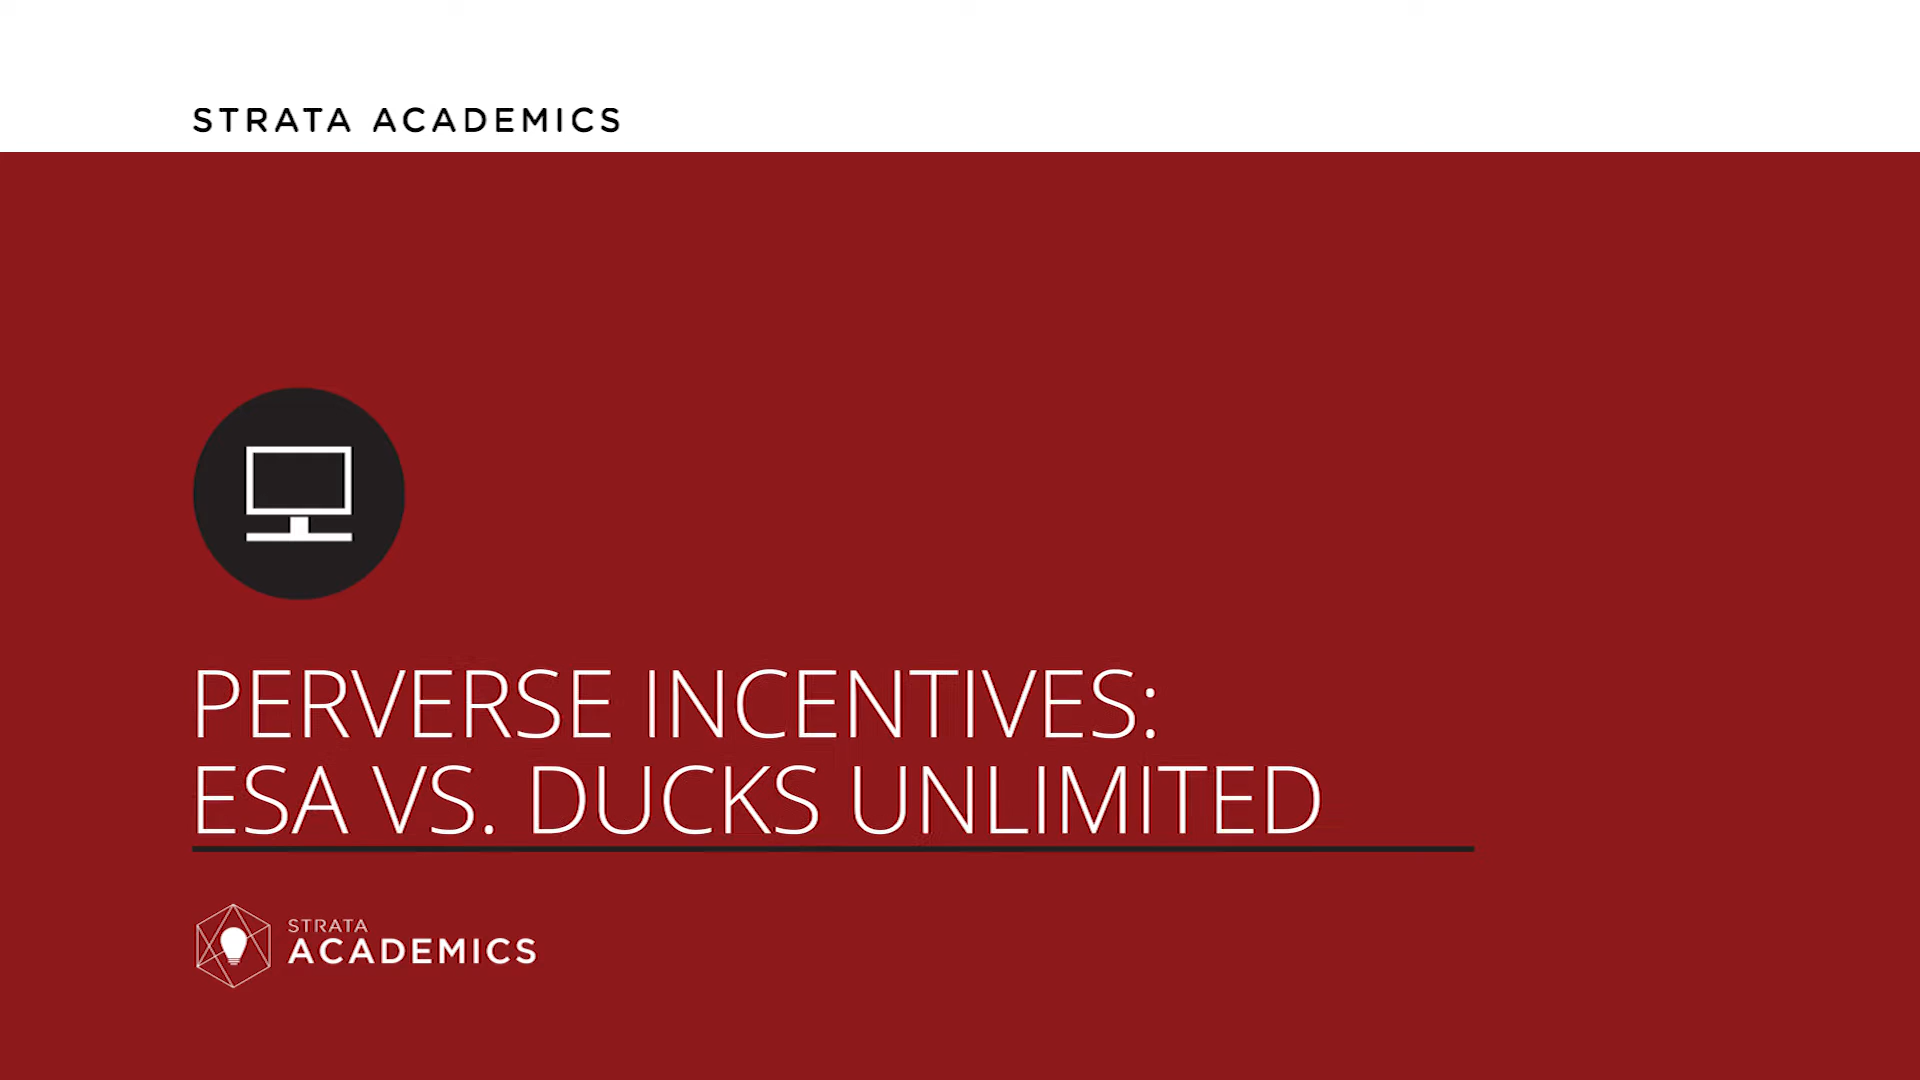 STRATA ACADEMICS
PERVERSE INCENTIVES:
ESA VS. DUCKS UNLIMITED
STRATA
ACADEMICS